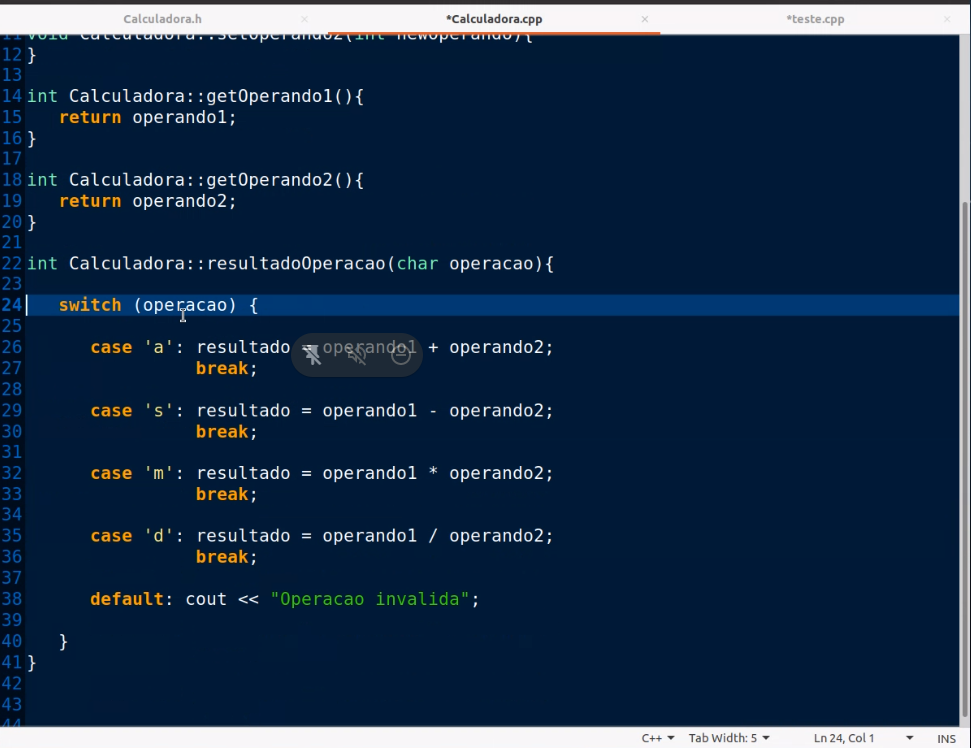 Calculadora.h × *Calculadora.cpp × *teste.cpp ×
11 void Calculadora::setOperando2(int newOperando){
12 }
13
14 int Calculadora::getOperando1(){
15 return operando1;
16 }
17
18 int Calculadora::getOperando2(){
19 return operando2;
20 }
21
22 int Calculadora::resultadoOperacao(char operacao){
23
24 switch (operacao) {
25
26 case 'a': resultado = operando1 + operando2;
27 break;
28
29 case 's': resultado = operando1 - operando2;
30 break;
31
32 case 'm': resultado = operando1 * operando2;
33 break;
34
35 case 'd': resultado = operando1 / operando2;
36 break;
37
38 default: cout << "Operacao invalida";
39
40 }
41 }
42
43
44
C++ Tab Width: 5 Ln 24, Col 1 INS